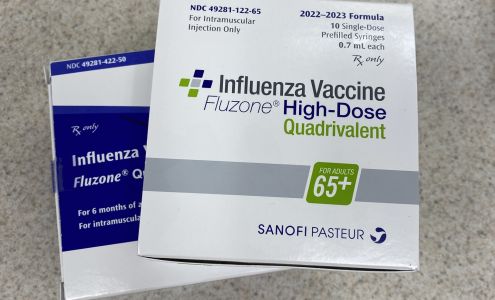 NDC 49281-122-65
For Intramuscular
Injection Only
2022–2023 Formula
10 Single-Dose
Prefilled Syringes
0.7 mL each
Rx only
Influenza Vaccine
Fluzone® High-Dose
Quadrivalent
FOR ADULTS
65+
SANOFI PASTEUR
NDC 49281-422-50
Rx only
Influenza V
Fluzone® Q
For 6 months of a
For intramuscular